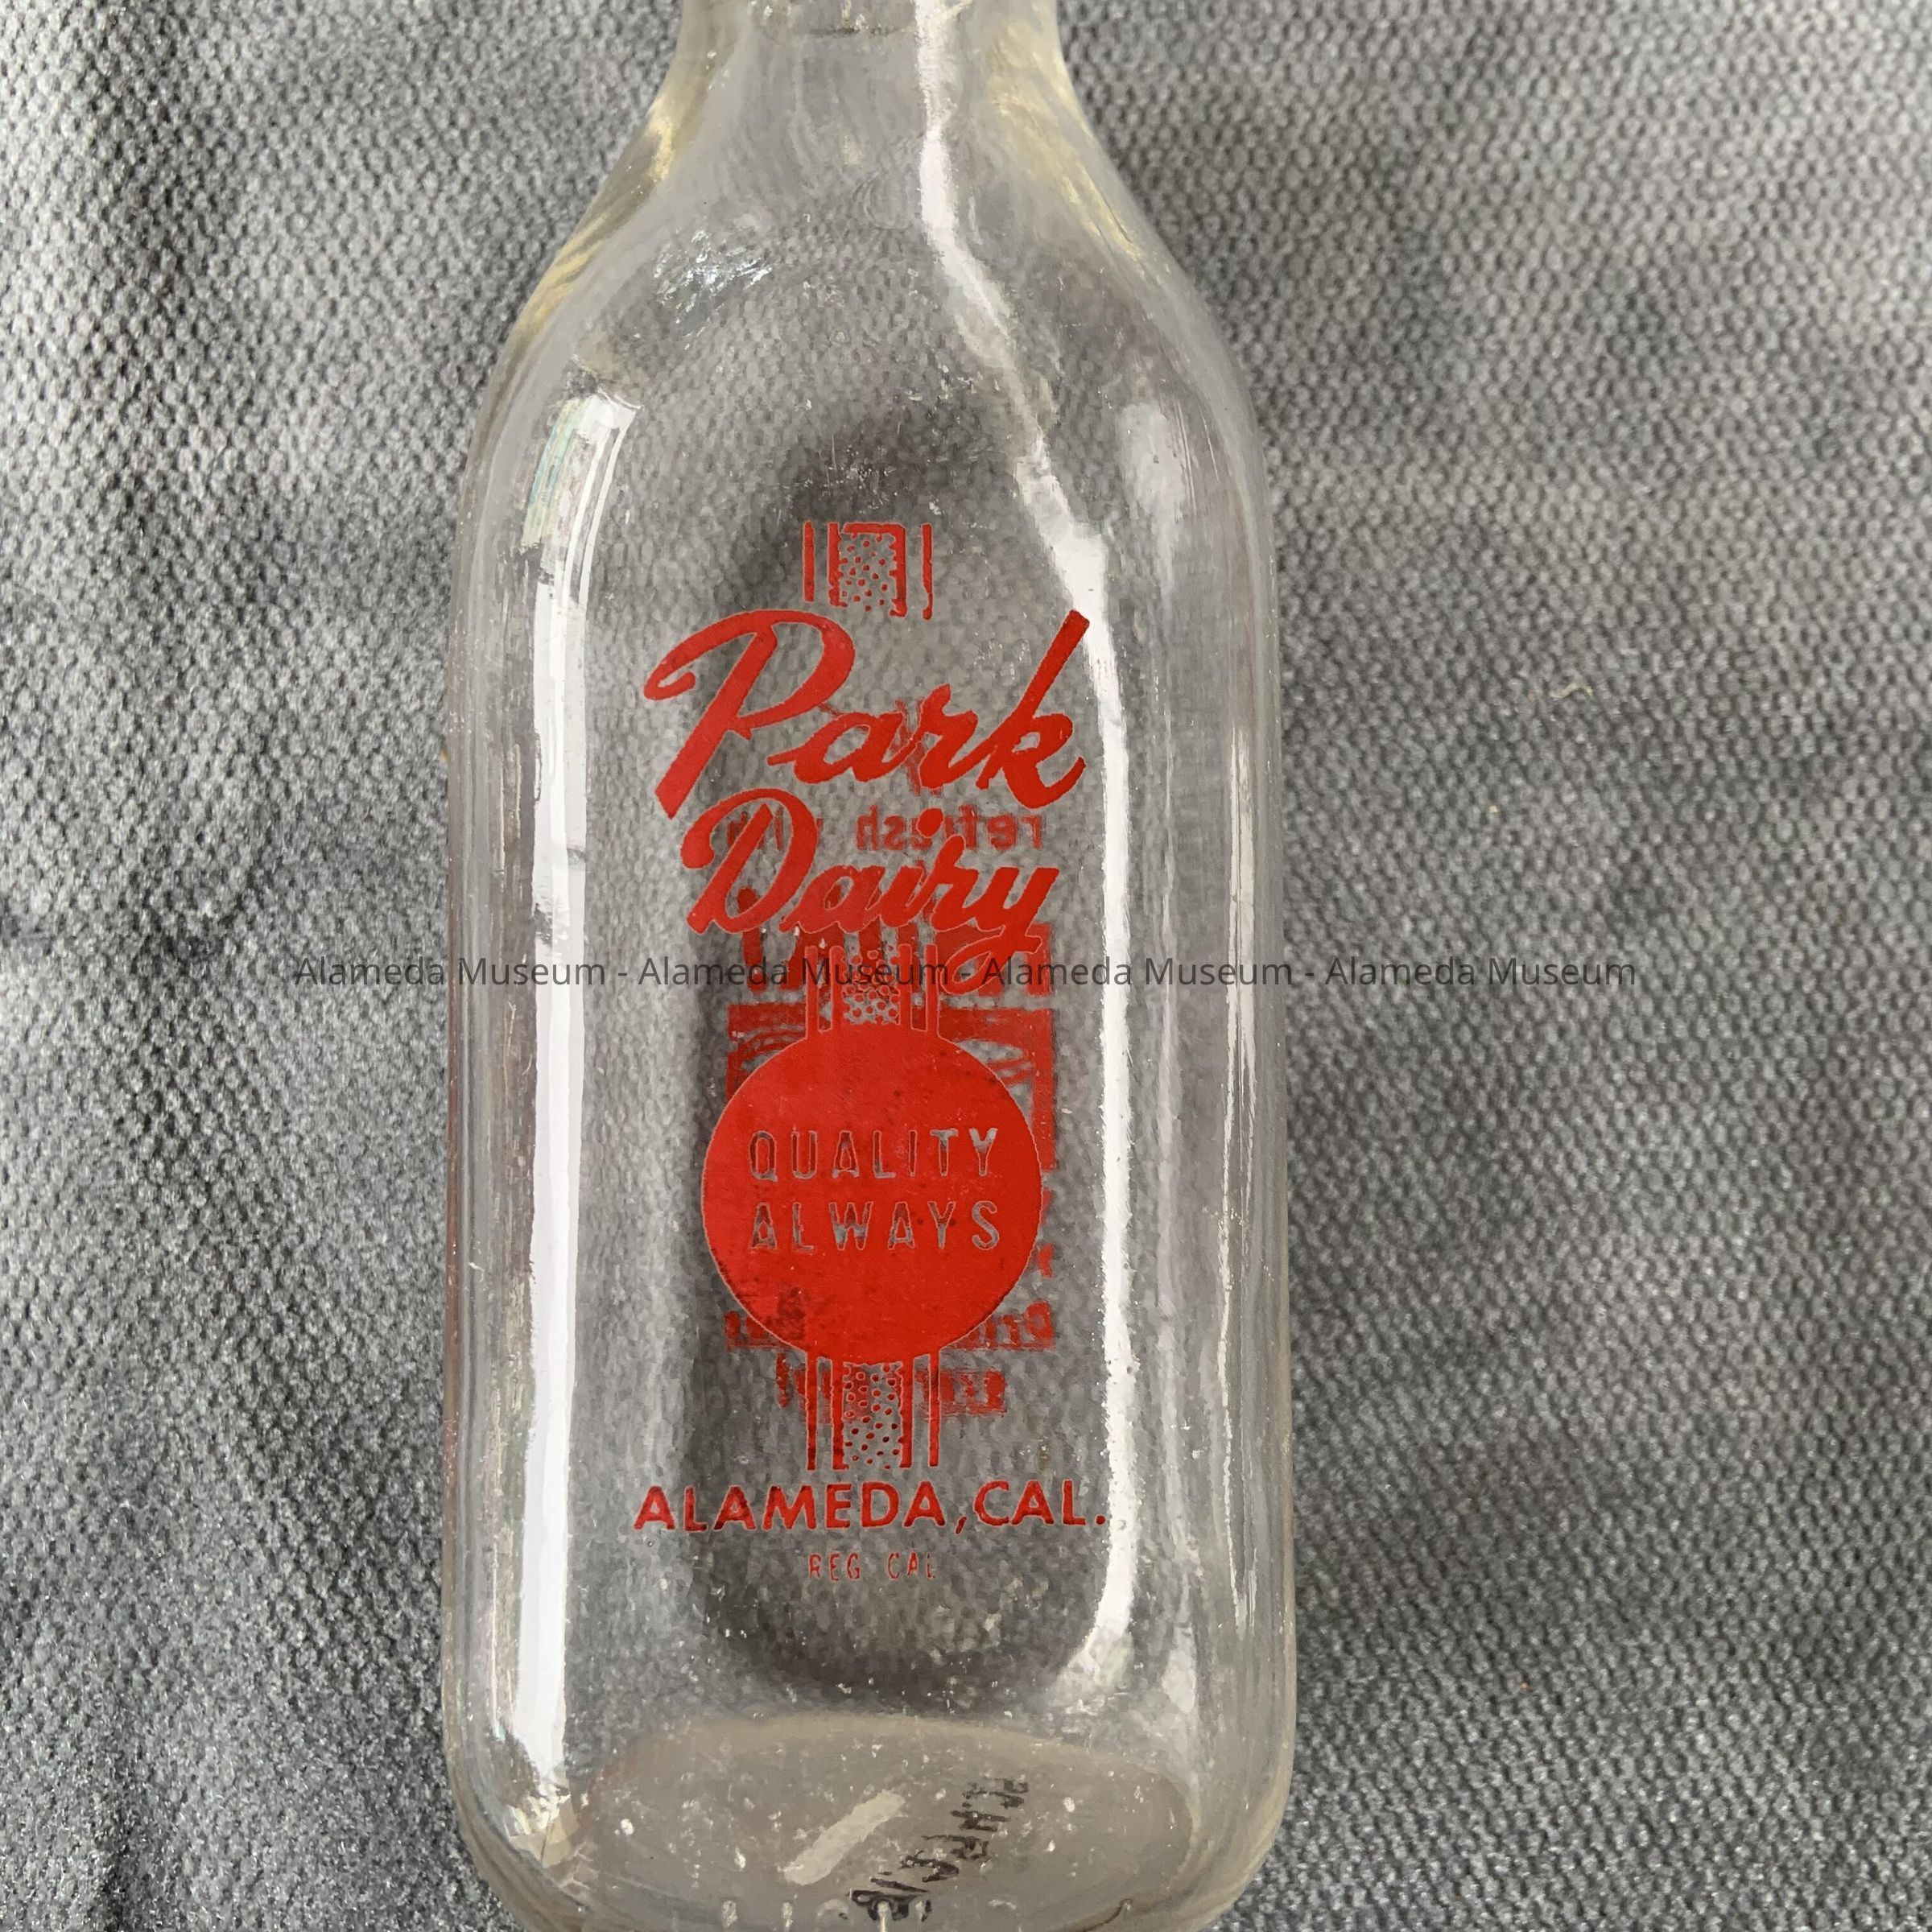 Park
Dairy
Alameda Museum - Alameda Museum - Alameda Museum - Alameda Museum
QUALITY
ALWAYS
ALAMEDA, CAL.
REG CAL